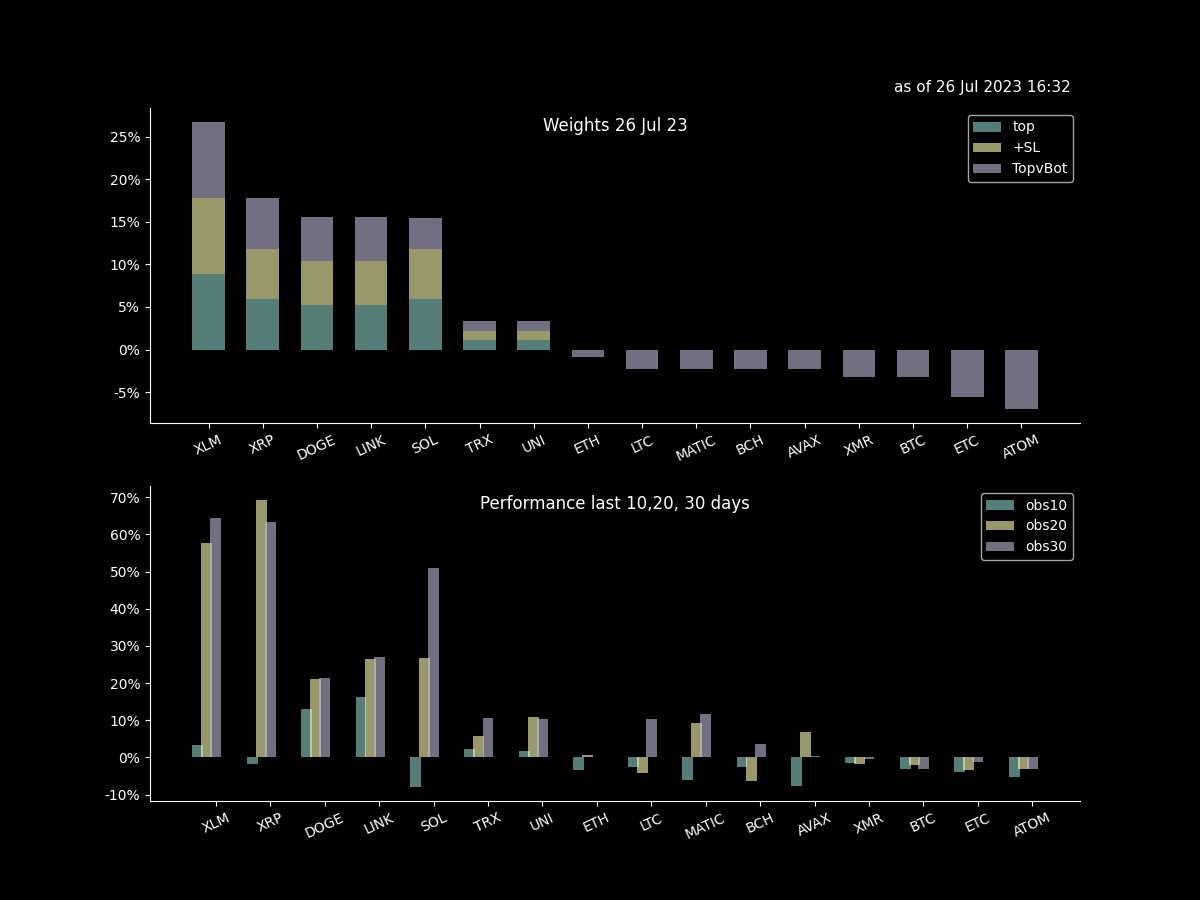 as of 26 Jul 2023 16:32
Weights 26 Jul 23
top
+SL
TopvBot
25%
20%
15%
10%
5%
0%
-5%
XLM XRP DOGE LINK SOL TRX UNI ETH LTC MATIC BCH AVAX XMR BTC ETC ATOM
Performance last 10,20, 30 days
obs10
obs20
obs30
70%
60%
50%
40%
30%
20%
10%
0%
-10%
XLM XRP DOGE LINK SOL TRX UNI ETH LTC MATIC BCH AVAX XMR BTC ETC ATOM